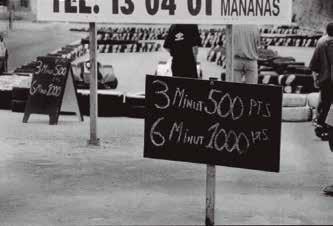 TEL. 13 04 01 MAÑANAS
3 Minut 500
6 Minut 1000
3 Minut 500 PTS
6 Minut 1000 PTS